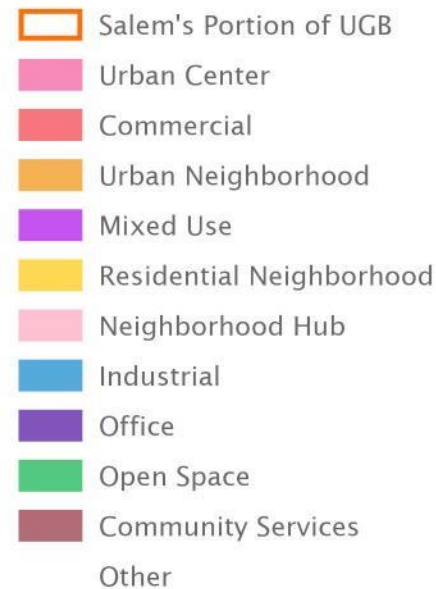 Salem's Portion of UGB
Urban Center
Commercial
Urban Neighborhood
Mixed Use
Residential Neighborhood
Neighborhood Hub
Industrial
Office
Open Space
Community Services
Other